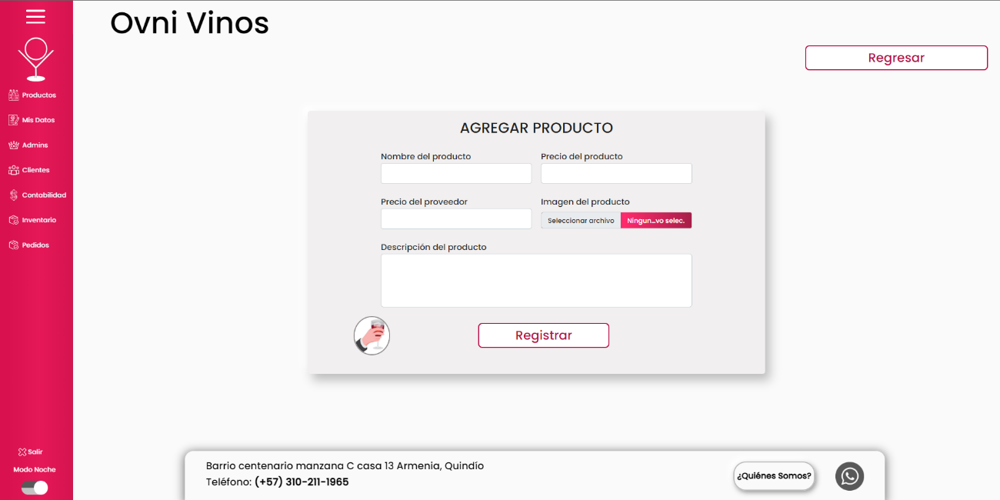 Ovni Vinos
Regresar
Productos
Mis Datos
Admins
Clientes
Contabilidad
Inventario
Pedidos
Salir
Modo Noche
AGREGAR PRODUCTO
Nombre del producto
Precio del producto
Precio del proveedor
Imagen del producto
Seleccionar archivo
Ningun...vo selec.
Descripción del producto
Registrar
Barrio centenario manzana C casa 13 Armenia, Quindío
Teléfono: (+57) 310-211-1965
¿Quiénes Somos?